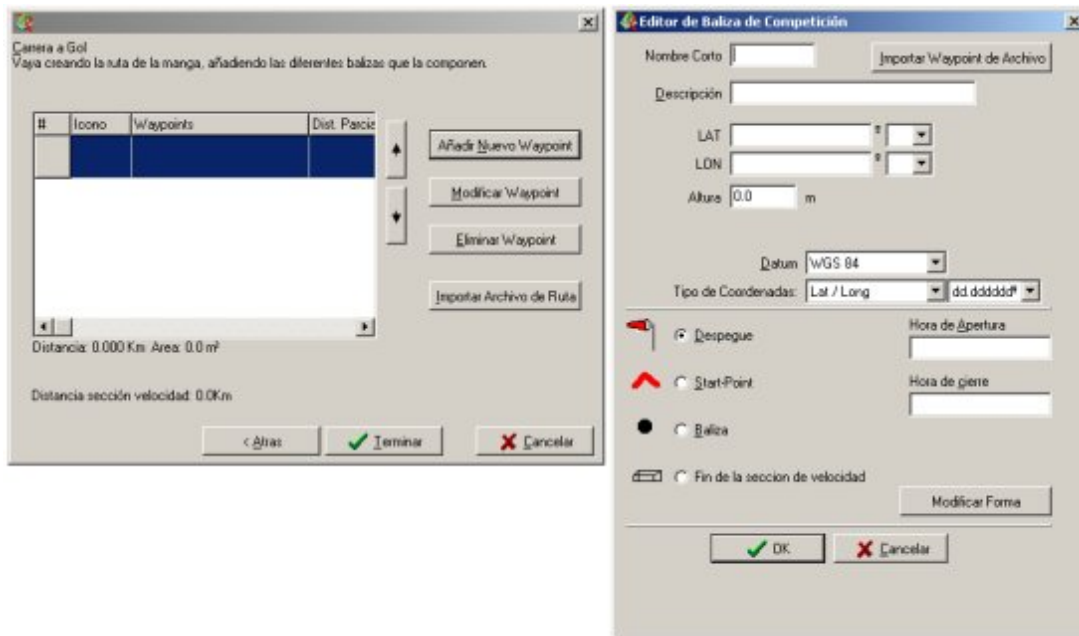 Carrera a Gol
Vaya creando la ruta de la manga, añadiendo las diferentes balizas que la componen.
# Icono Waypoints Dist. Parcia
Añadir Nuevo Waypoint
Modificar Waypoint
Eliminar Waypoint
Importar Archivo de Ruta
Distancia: 0.000 Km Area: 0.0 m²
Distancia sección velocidad: 0.0Km
< Atras Terminar Cancelar
Editor de Baliza de Competición
Nombre Corto Importar Waypoint de Archivo
Descripción
LAT º
LON º
Altura 0.0 m
Datum WGS 84
Tipo de Coordenadas: Lat / Long dd.dddddº
Despegue Hora de Apertura
Start-Point Hora de cierre
Baliza
Fin de la seccion de velocidad
Modificar Forma
OK Cancelar